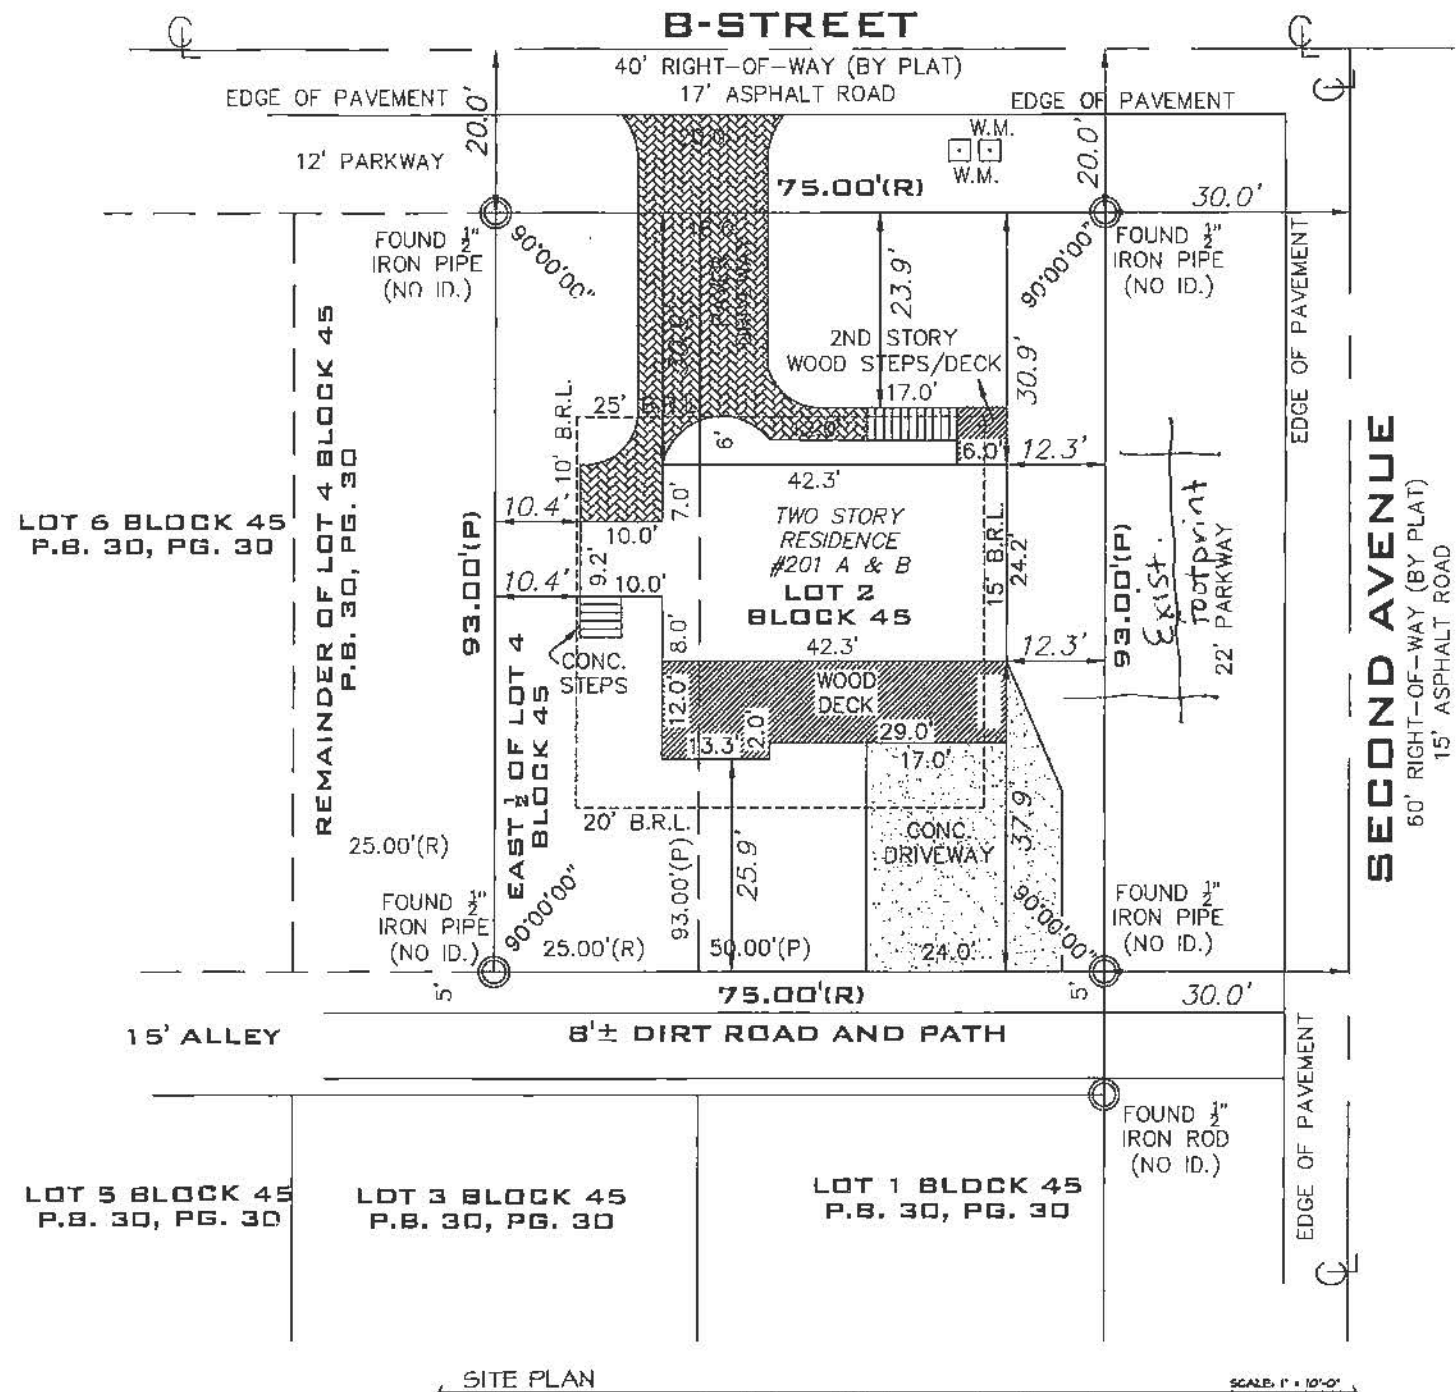 B-STREET
40' RIGHT-OF-WAY (BY PLAT)
17' ASPHALT ROAD
EDGE OF PAVEMENT
EDGE OF PAVEMENT
20.0'
20.0'
12' PARKWAY
W.M.
W.M.
75.00'(R)
30.0'
FOUND ½"
IRON PIPE
(NO ID.)
90°00'00"
90°00'00"
FOUND ½"
IRON PIPE
(NO ID.)
EDGE OF PAVEMENT
23.9'
30.9'
2ND STORY
WOOD STEPS/DECK
17.0'
25'
10' B.R.L.
6'
6.0'
12.3'
42.3'
7.0'
10.4'
10.0'
TWO STORY
RESIDENCE
#201 A & B
LOT 2
BLOCK 45
9.2'
10.4'
10.0'
15' B.R.L.
24.2'
93.00'(P)
93.00'(P)
Exist.
footprint
22' PARKWAY
SECOND AVENUE
60' RIGHT-OF-WAY (BY PLAT)
15' ASPHALT ROAD
LOT 6 BLOCK 45
P.B. 30, PG. 30
REMAINDER OF LOT 4 BLOCK 45
P.B. 30, PG. 30
8.0'
42.3'
12.3'
CONC.
STEPS
WOOD
DECK
12.0'
13.3'
2.0'
29.0'
17.0'
EAST ½ OF LOT 4
BLOCK 45
20' B.R.L.
CONC.
DRIVEWAY
37.9'
25.9'
93.00'(P)
25.00'(R)
FOUND ½"
IRON PIPE
(NO ID.)
90°00'00"
90°00'00"
FOUND ½"
IRON PIPE
(NO ID.)
25.00'(R)
50.00'(P)
24.0'
5'
75.00'(R)
5'
30.0'
15' ALLEY
8'± DIRT ROAD AND PATH
EDGE OF PAVEMENT
FOUND ½"
IRON ROD
(NO ID.)
LOT 5 BLOCK 45
P.B. 30, PG. 30
LOT 3 BLOCK 45
P.B. 30, PG. 30
LOT 1 BLOCK 45
P.B. 30, PG. 30
SITE PLAN
SCALE: 1" = 10'-0"